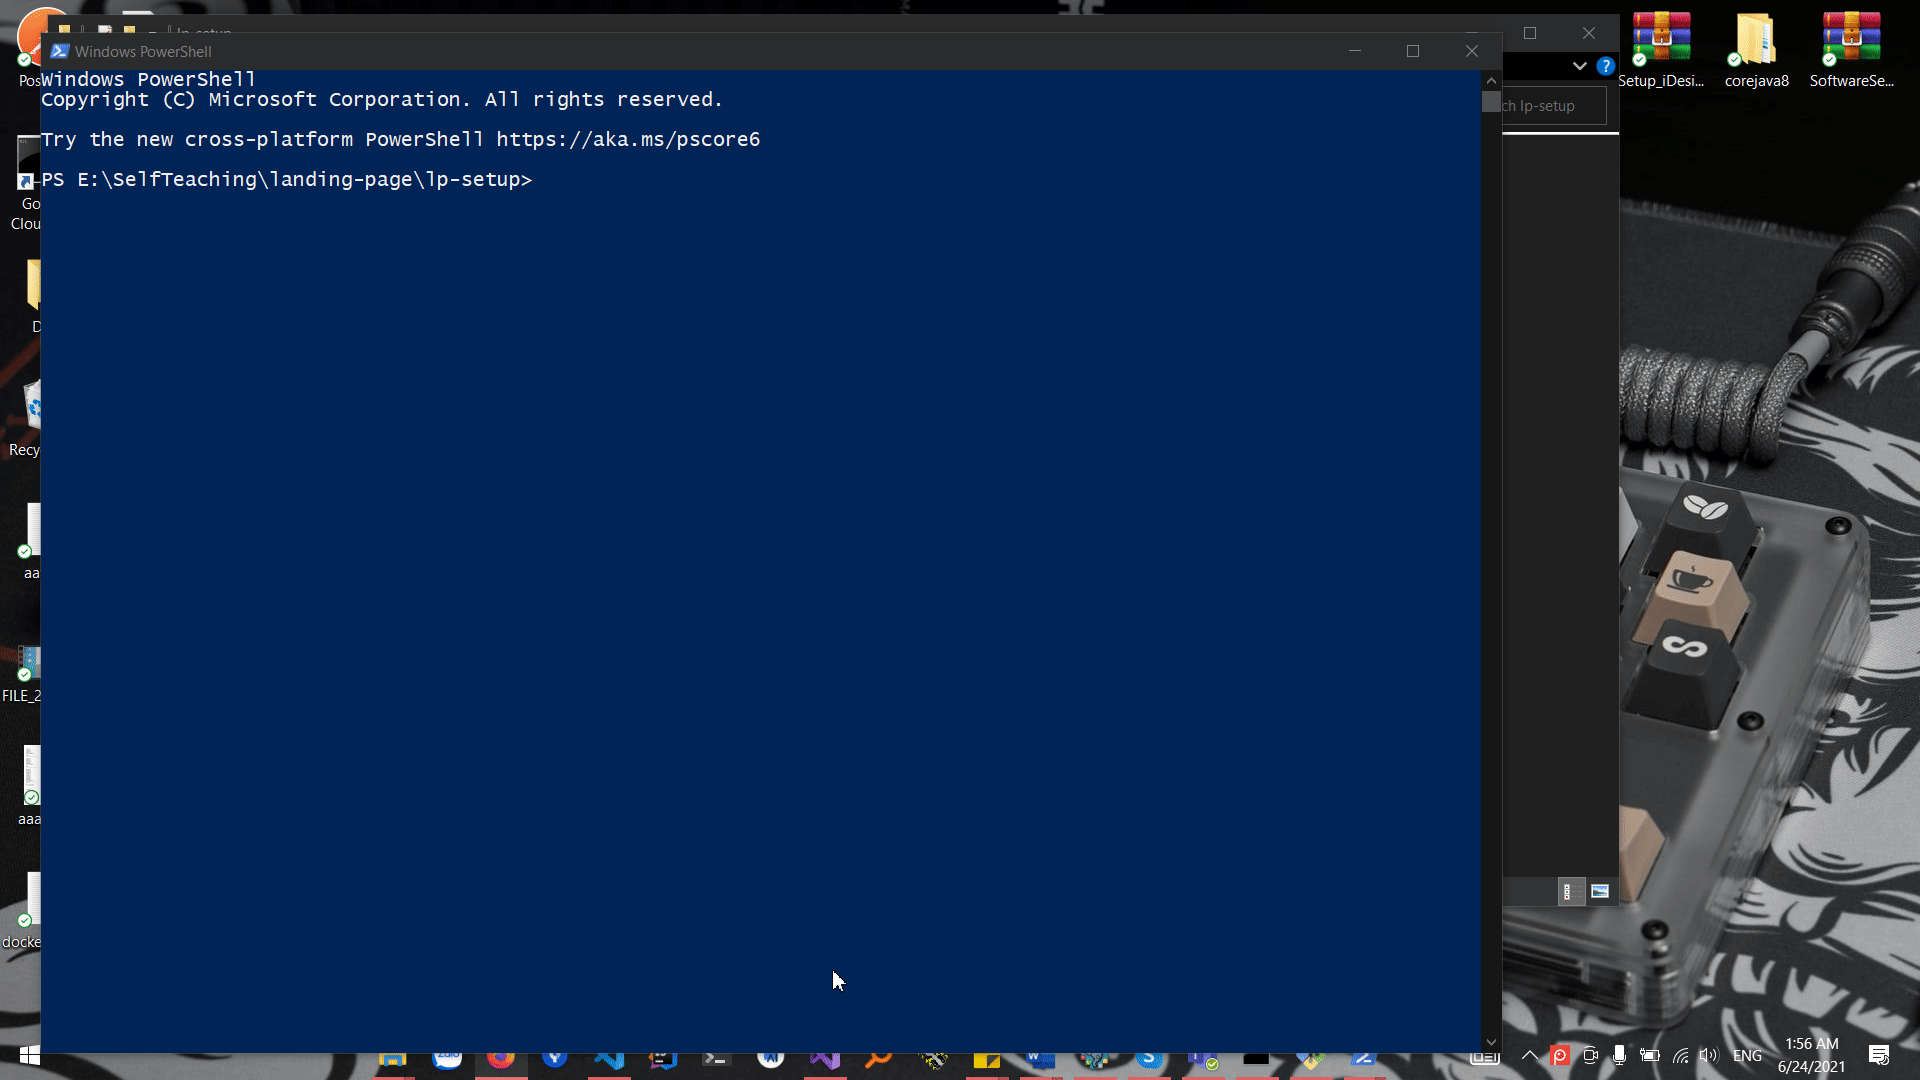 lp-setup
Windows PowerShell
Windows PowerShell
Copyright (C) Microsoft Corporation. All rights reserved.
Try the new cross-platform PowerShell https://aka.ms/pscore6
PS E:\SelfTeaching\landing-page\lp-setup>
ch lp-setup
Setup_iDesi...
corejava8
SoftwareSe...
Pos
Go
Clou
D
Recy
aa
FILE_2
aaa
docke
ENG
1:56 AM
6/24/2021